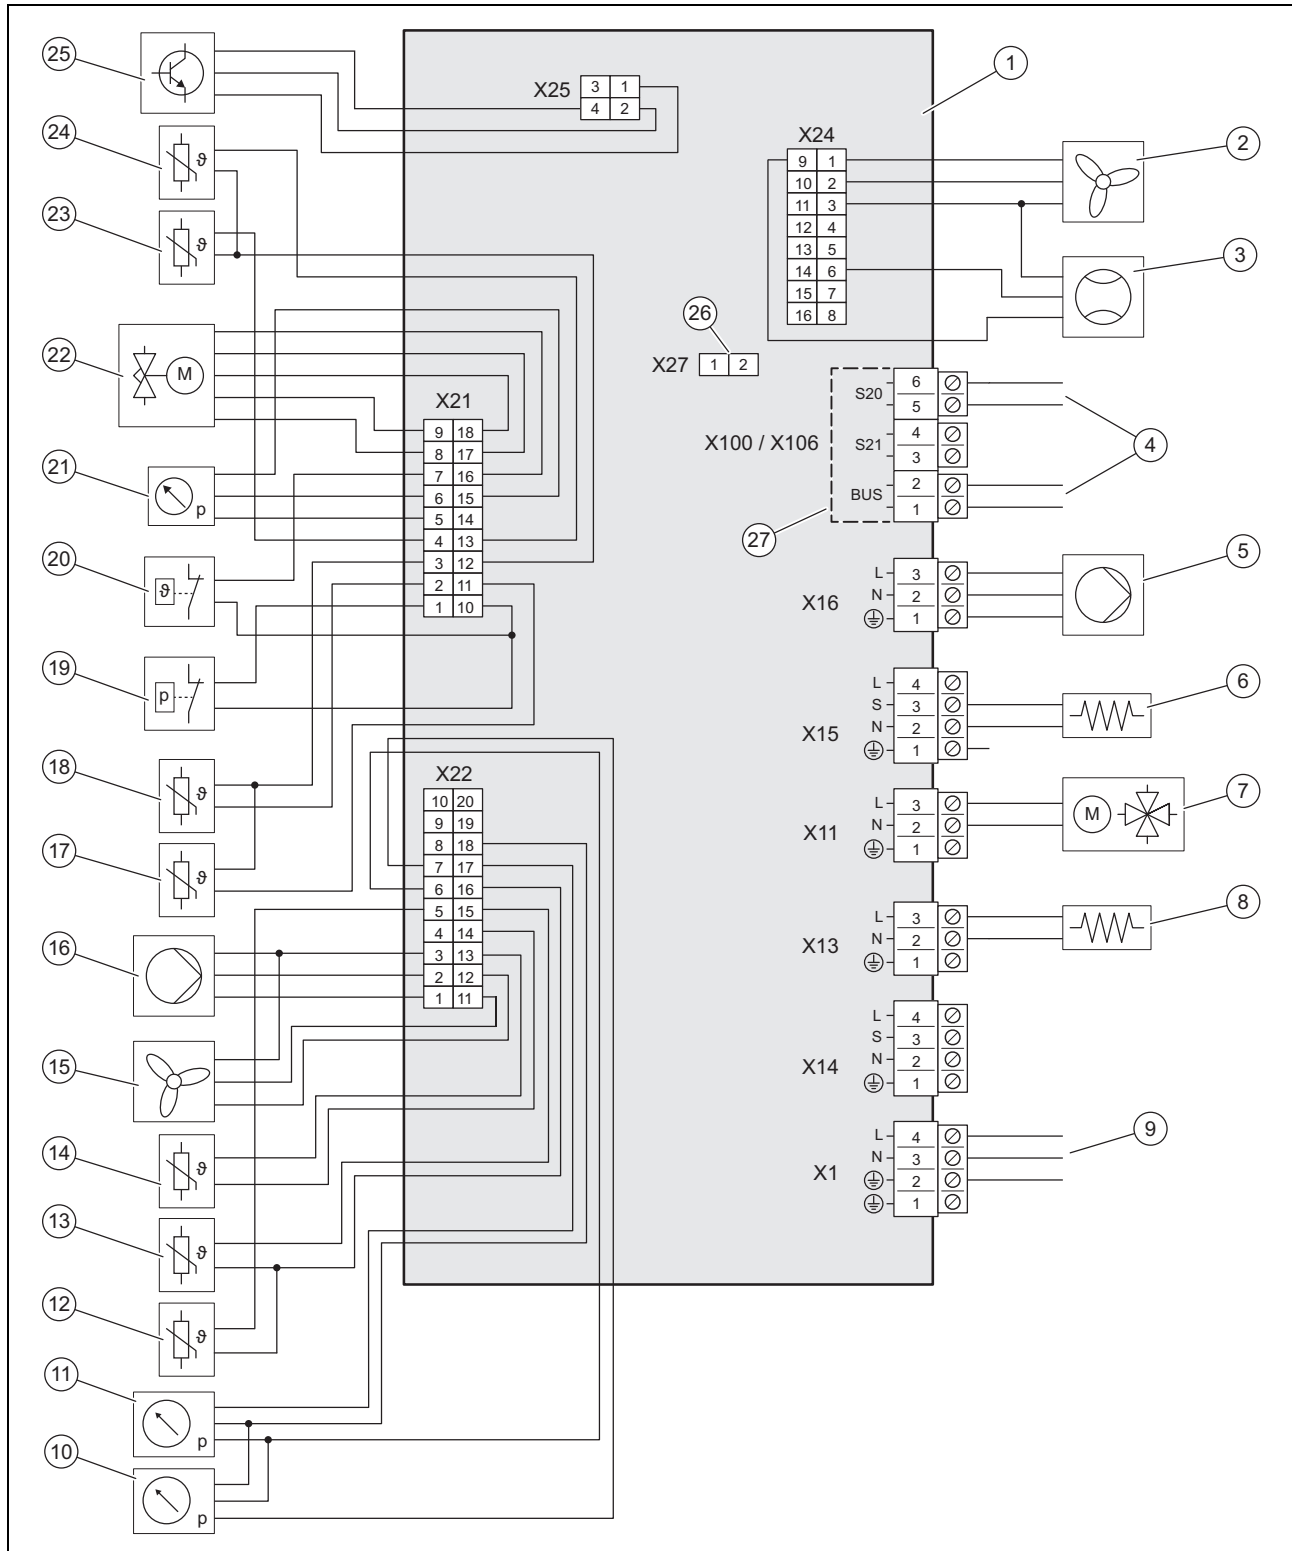 25
24
23
22
M
21
p
20
ϑ
19
p
18
ϑ
17
ϑ
16
15
14
ϑ
13
ϑ
12
ϑ
11
p
10
p
ϑ
ϑ
X25
3 1
4 2
X21
9 18
8 17
7 16
6 15
5 14
4 13
3 12
2 11
1 10
X22
10 20
9 19
8 18
7 17
6 16
5 15
4 14
3 13
2 12
1 11
1
X24
9 1
10 2
11 3
12 4
13 5
14 6
15 7
16 8
2
3
26
X27 1 2
X100 / X106
S20 6
5
S21 4
3
BUS 2
1
27
4
X16
L 3
N 2
1
5
X15
L 4
S 3
N 2
1
6
X11
L 3
N 2
1
M
7
X13
L 3
N 2
1
8
X14
L 4
S 3
N 2
1
X1
L 4
N 3
2
1
9